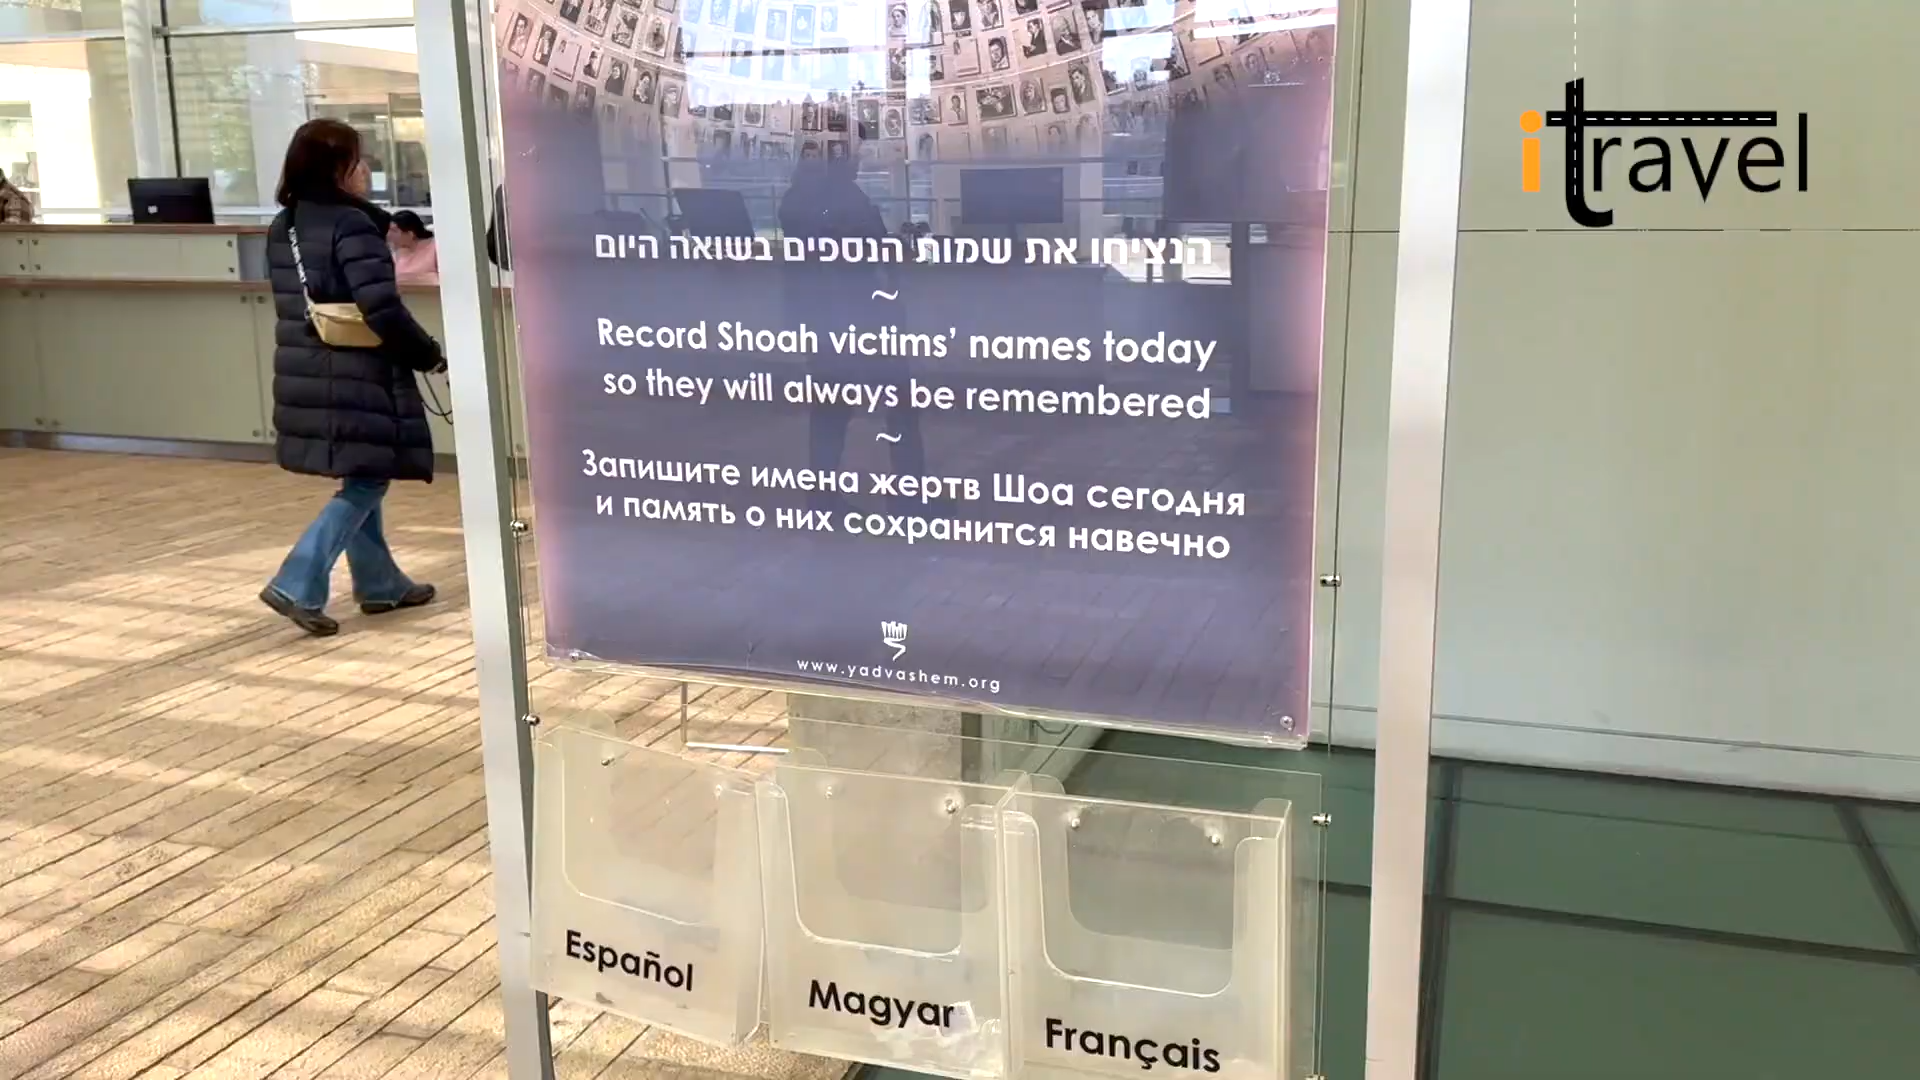 iTravel
הנציחו את שמות הנספים בשואה היום
~
Record Shoah victims’ names today
so they will always be remembered
~
Запишите имена жертв Шоа сегодня
и память о них сохранится навечно
www.yadvashem.org
Español
Magyar
Français